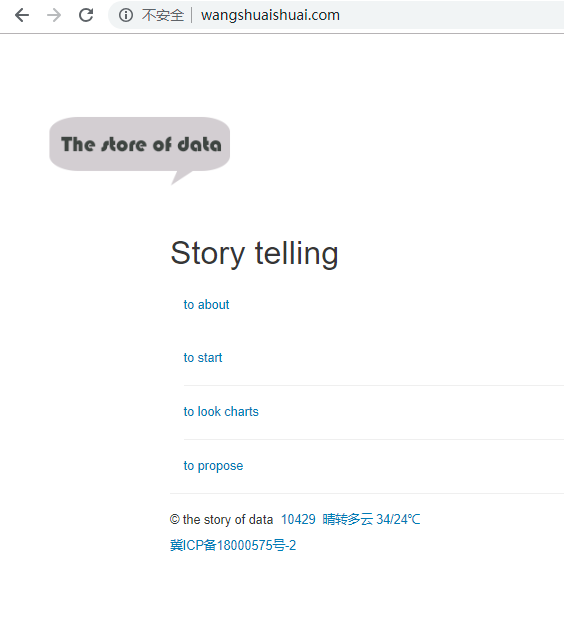 不安全 | wangshuaishuai.com
The store of data
Story telling
to about
to start
to look charts
to propose
© the story of data 10429 晴转多云 34/24℃
冀ICP备18000575号-2